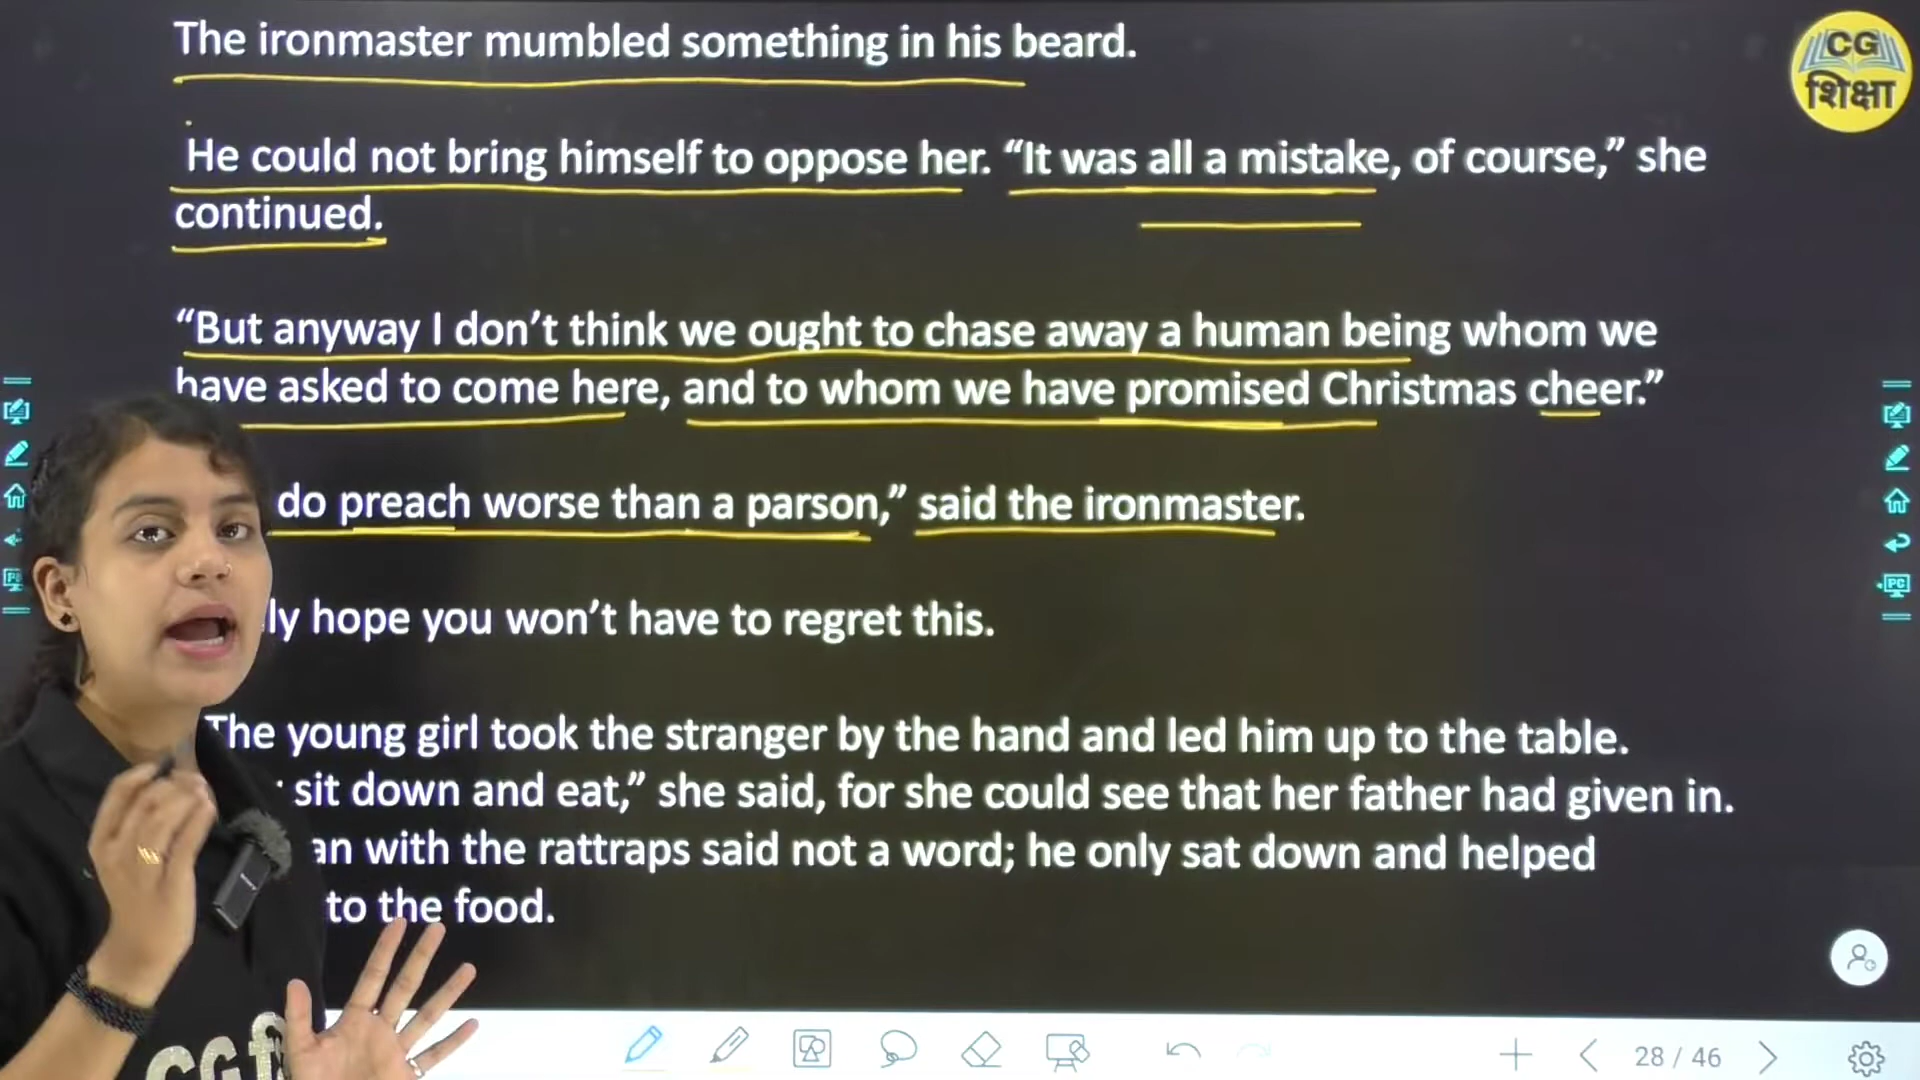 The ironmaster mumbled something in his beard.
CG
शिक्षा
He could not bring himself to oppose her. “It was all a mistake, of course,” she
continued.
“But anyway I don’t think we ought to chase away a human being whom we
have asked to come here, and to whom we have promised Christmas cheer.”
do preach worse than a parson,” said the ironmaster.
ly hope you won’t have to regret this.
The young girl took the stranger by the hand and led him up to the table.
sit down and eat,” she said, for she could see that her father had given in.
an with the rattraps said not a word; he only sat down and helped
to the food.
28 / 46